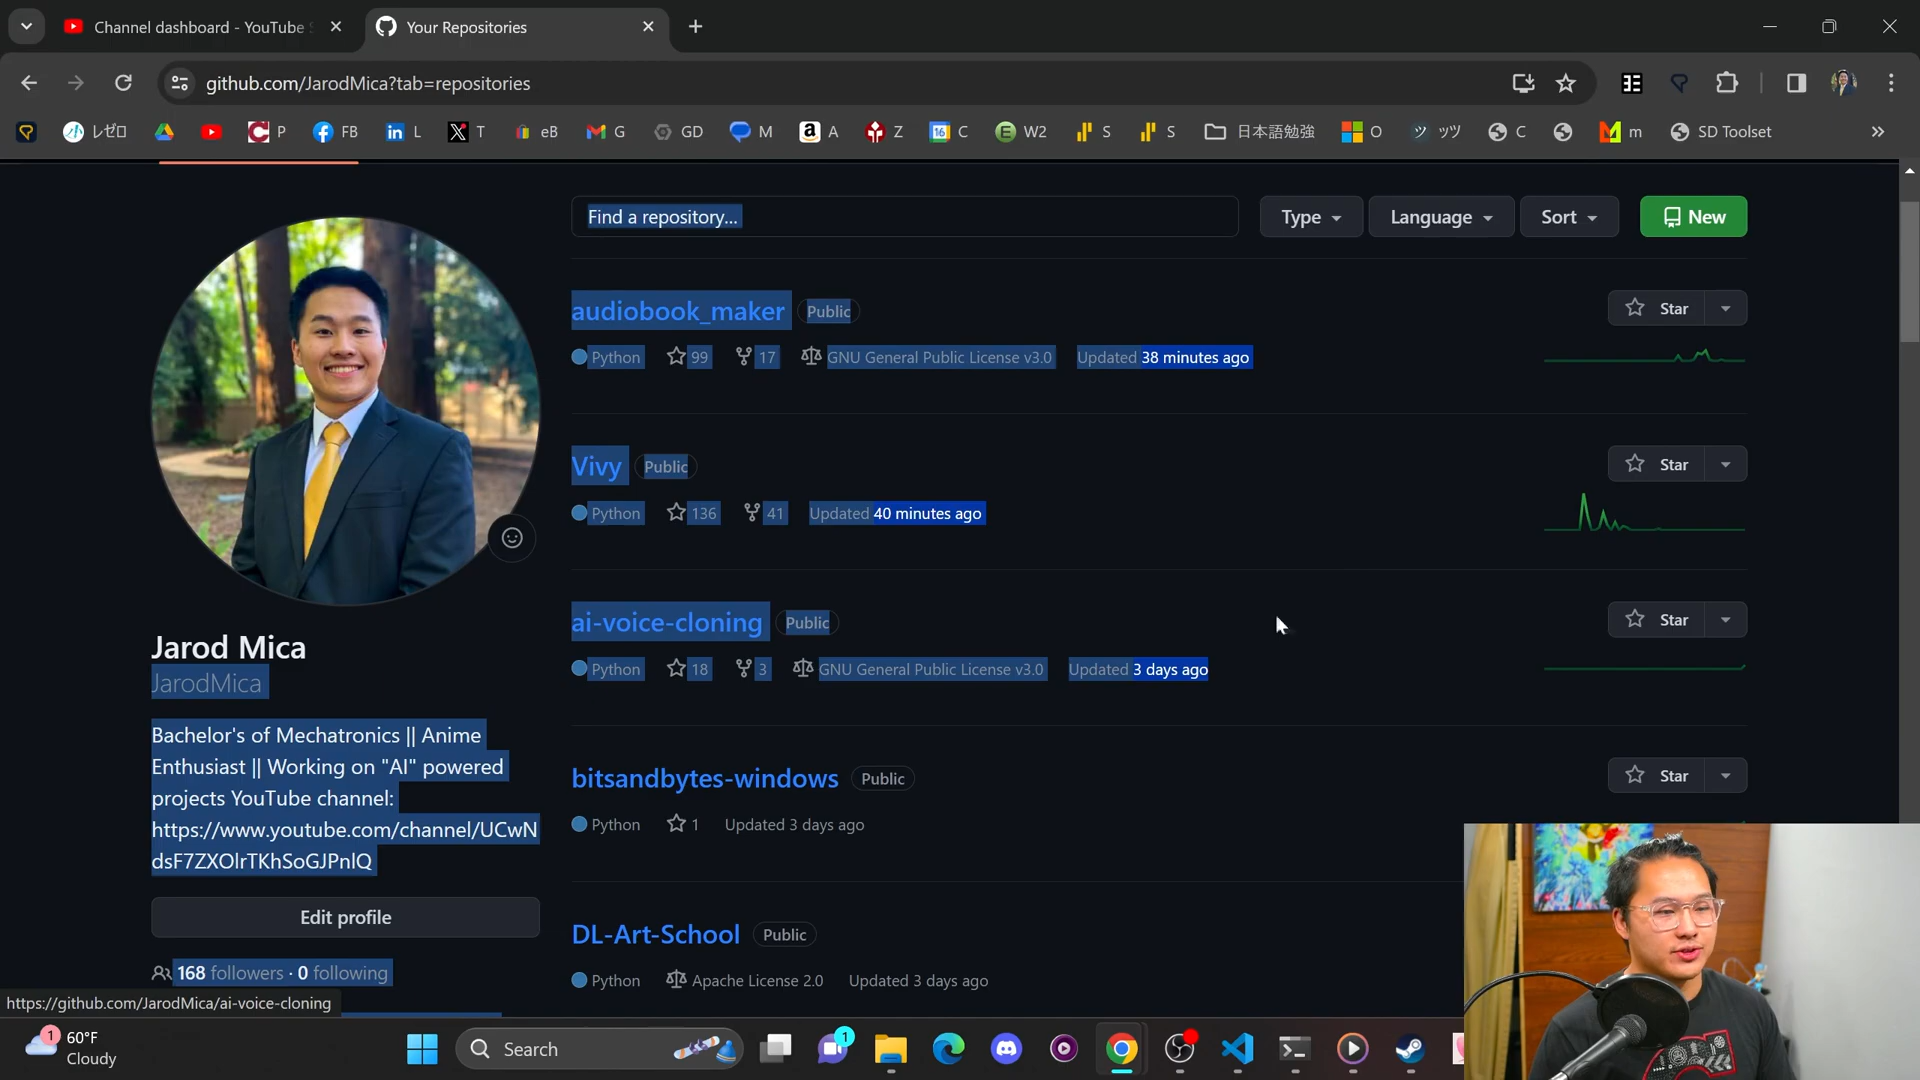 Channel dashboard - YouTube S
Your Repositories
github.com/JarodMica?tab=repositories
レゼロ
P
FB
L
T
eB
G
GD
M
A
Z
C
W2
S
S
日本語勉強
O
ッツ
C
m
SD Toolset
Find a repository...
Type
Language
Sort
New
audiobook_maker Public
Star
Python 99 17 GNU General Public License v3.0 Updated 38 minutes ago
Vivy Public
Star
Python 136 41 Updated 40 minutes ago
ai-voice-cloning Public
Star
Python 18 3 GNU General Public License v3.0 Updated 3 days ago
bitsandbytes-windows Public
Star
Python 1 Updated 3 days ago
DL-Art-School Public
Python Apache License 2.0 Updated 3 days ago
Jarod Mica
JarodMica
Bachelor's of Mechatronics || Anime
Enthusiast || Working on "AI" powered
projects YouTube channel:
https://www.youtube.com/channel/UCwN
dsF7ZXOlrTKhSoGJPnlQ
Edit profile
168 followers · 0 following
https://github.com/JarodMica/ai-voice-cloning
1
60°F
Cloudy
Search
1